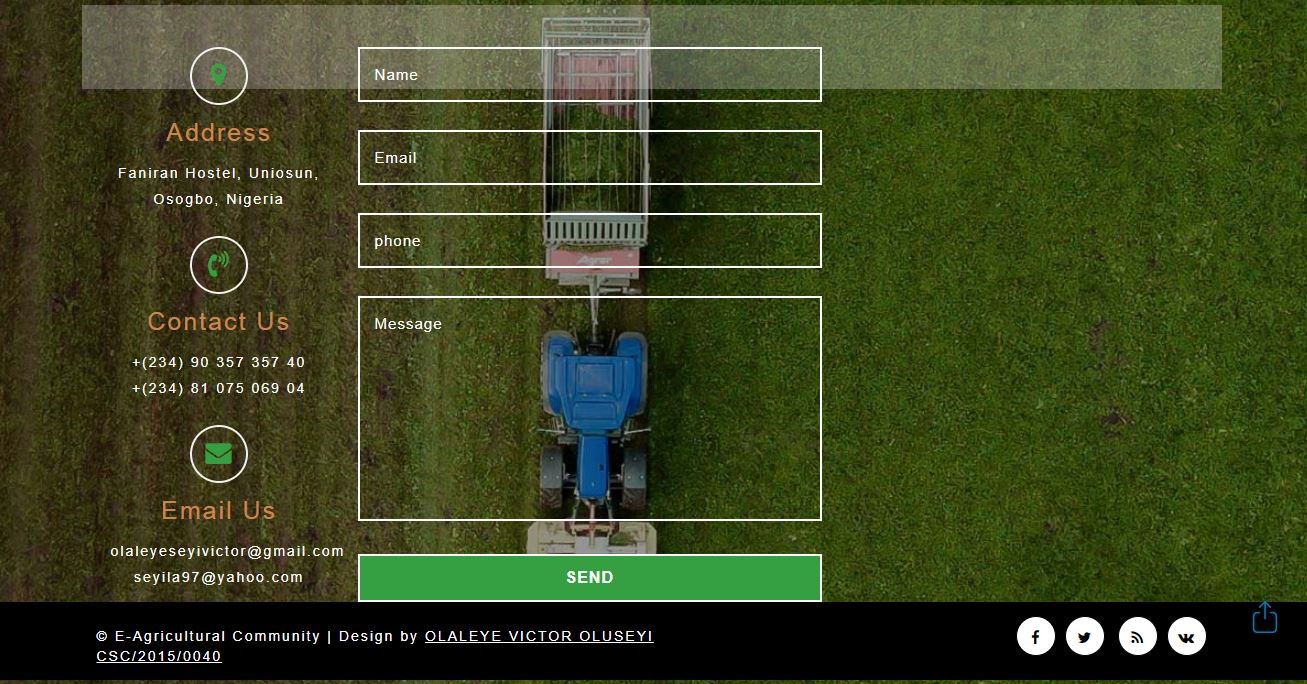 Address
Faniran Hostel, Uniosun,
Osogbo, Nigeria
Contact Us
+(234) 90 357 357 40
+(234) 81 075 069 04
Email Us
olaleyeseyivictor@gmail.com
seyila97@yahoo.com
Name
Email
phone
Agrar
Message
SEND
© E-Agricultural Community | Design by OLALEYE VICTOR OLUSEYI
CSC/2015/0040